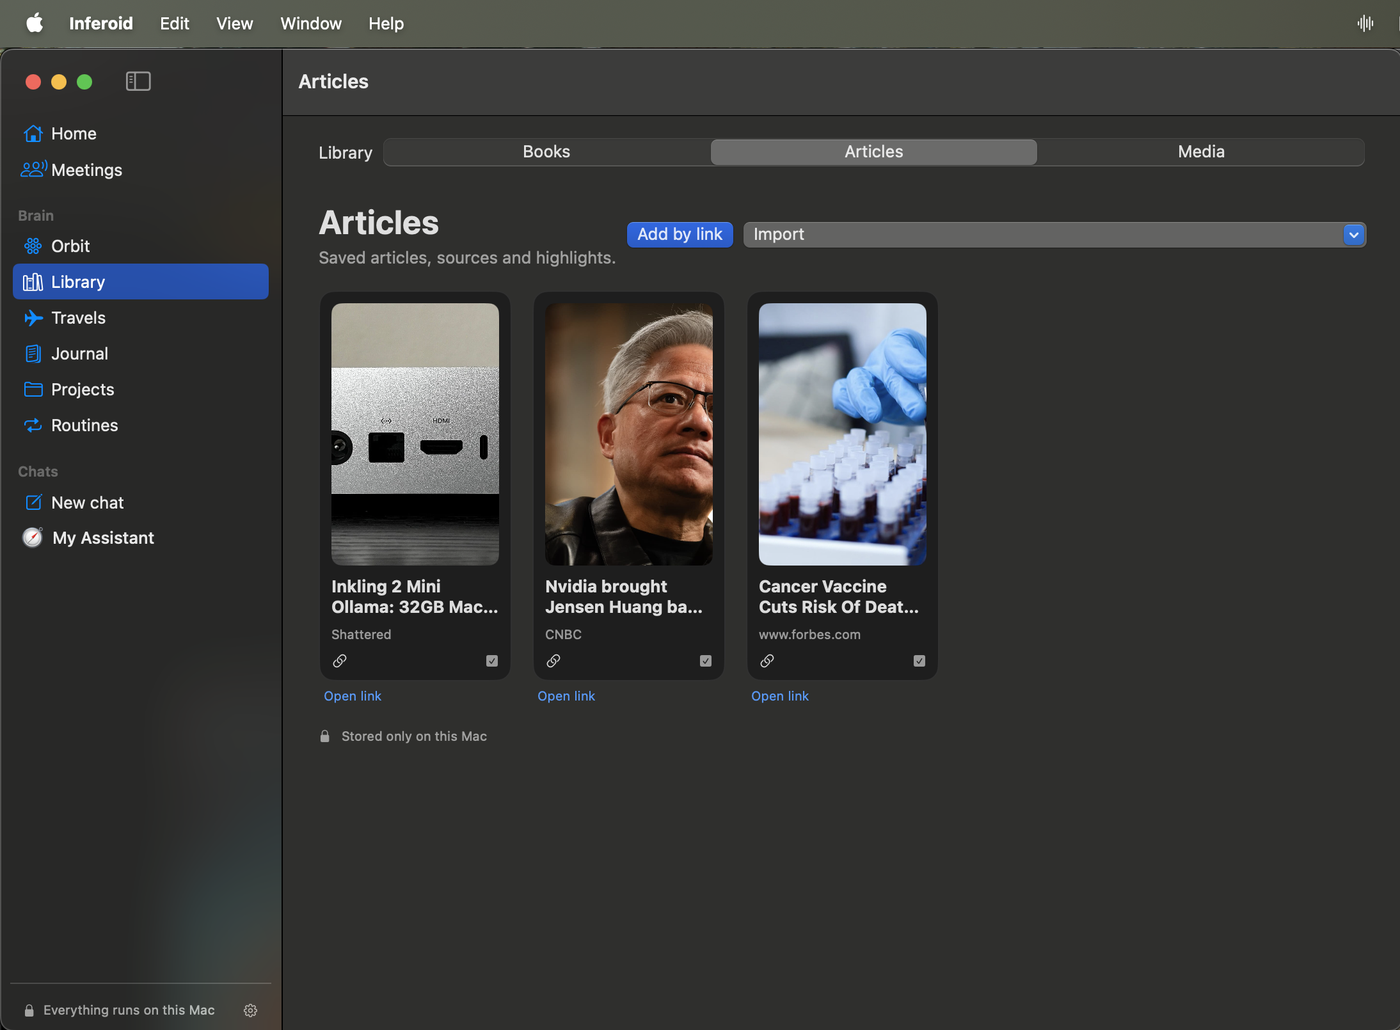 Inferoid Edit View Window Help
Articles
Home
Meetings
Brain
Orbit
Library
Travels
Journal
Projects
Routines
Chats
New chat
My Assistant
Everything runs on this Mac
Library Books Articles Media
Articles
Saved articles, sources and highlights.
Add by link
Import
HDMI
Inkling 2 Mini
Ollama: 32GB Mac...
Shattered
Open link
Nvidia brought
Jensen Huang ba...
CNBC
Open link
Cancer Vaccine
Cuts Risk Of Deat...
www.forbes.com
Open link
Stored only on this Mac